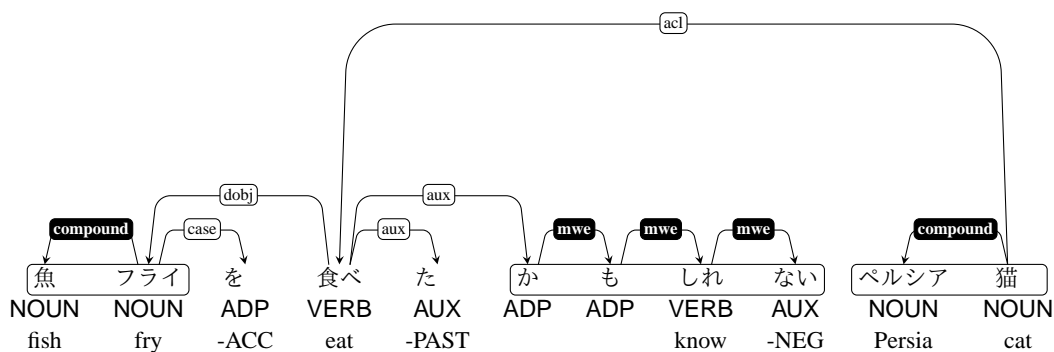 acl
dobj aux
compound case aux mwe mwe mwe compound
魚 フライ を 食べ た か も しれ ない ペルシア 猫
NOUN NOUN ADP VERB AUX ADP ADP VERB AUX NOUN NOUN
fish fry -ACC eat -PAST know -NEG Persia cat